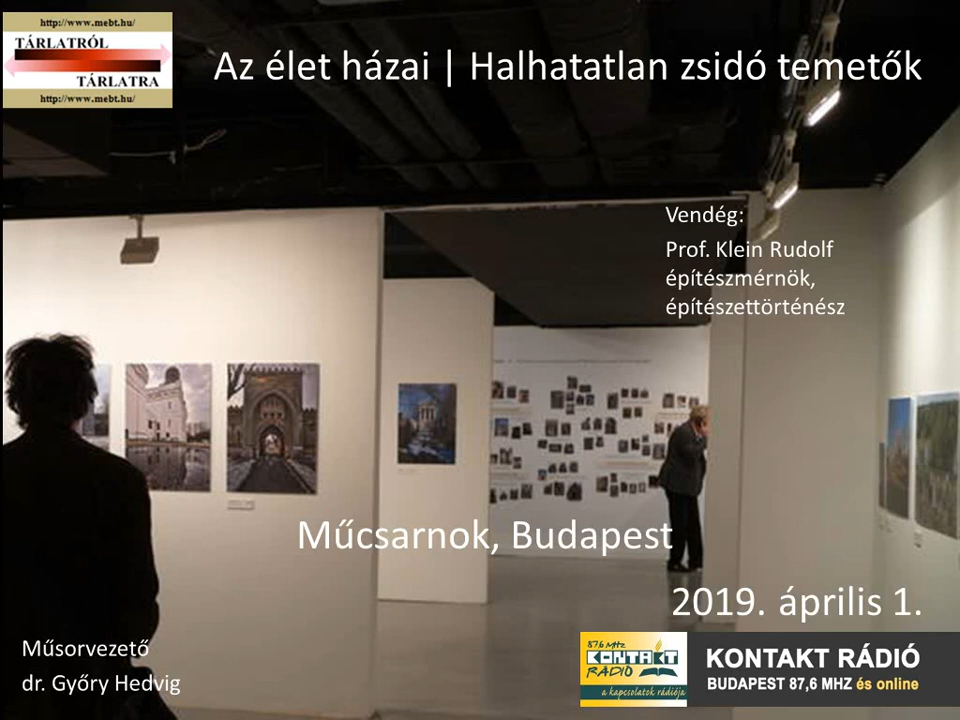 http://www.mebt.hu/
TÁRLATRÓL
TÁRLATRA
http://www.mebt.hu/
Az élet házai | Halhatatlan zsidó temetők
Vendég:
Prof. Klein Rudolf
építészmérnök,
építészettörténész
Műcsarnok, Budapest
2019. április 1.
Műsorvezető
dr. Győry Hedvig
87,6 MHZ
KONTAKT
RÁDIÓ
a kapcsolatok rádiója
KONTAKT RÁDIÓ
BUDAPEST 87,6 MHZ és online